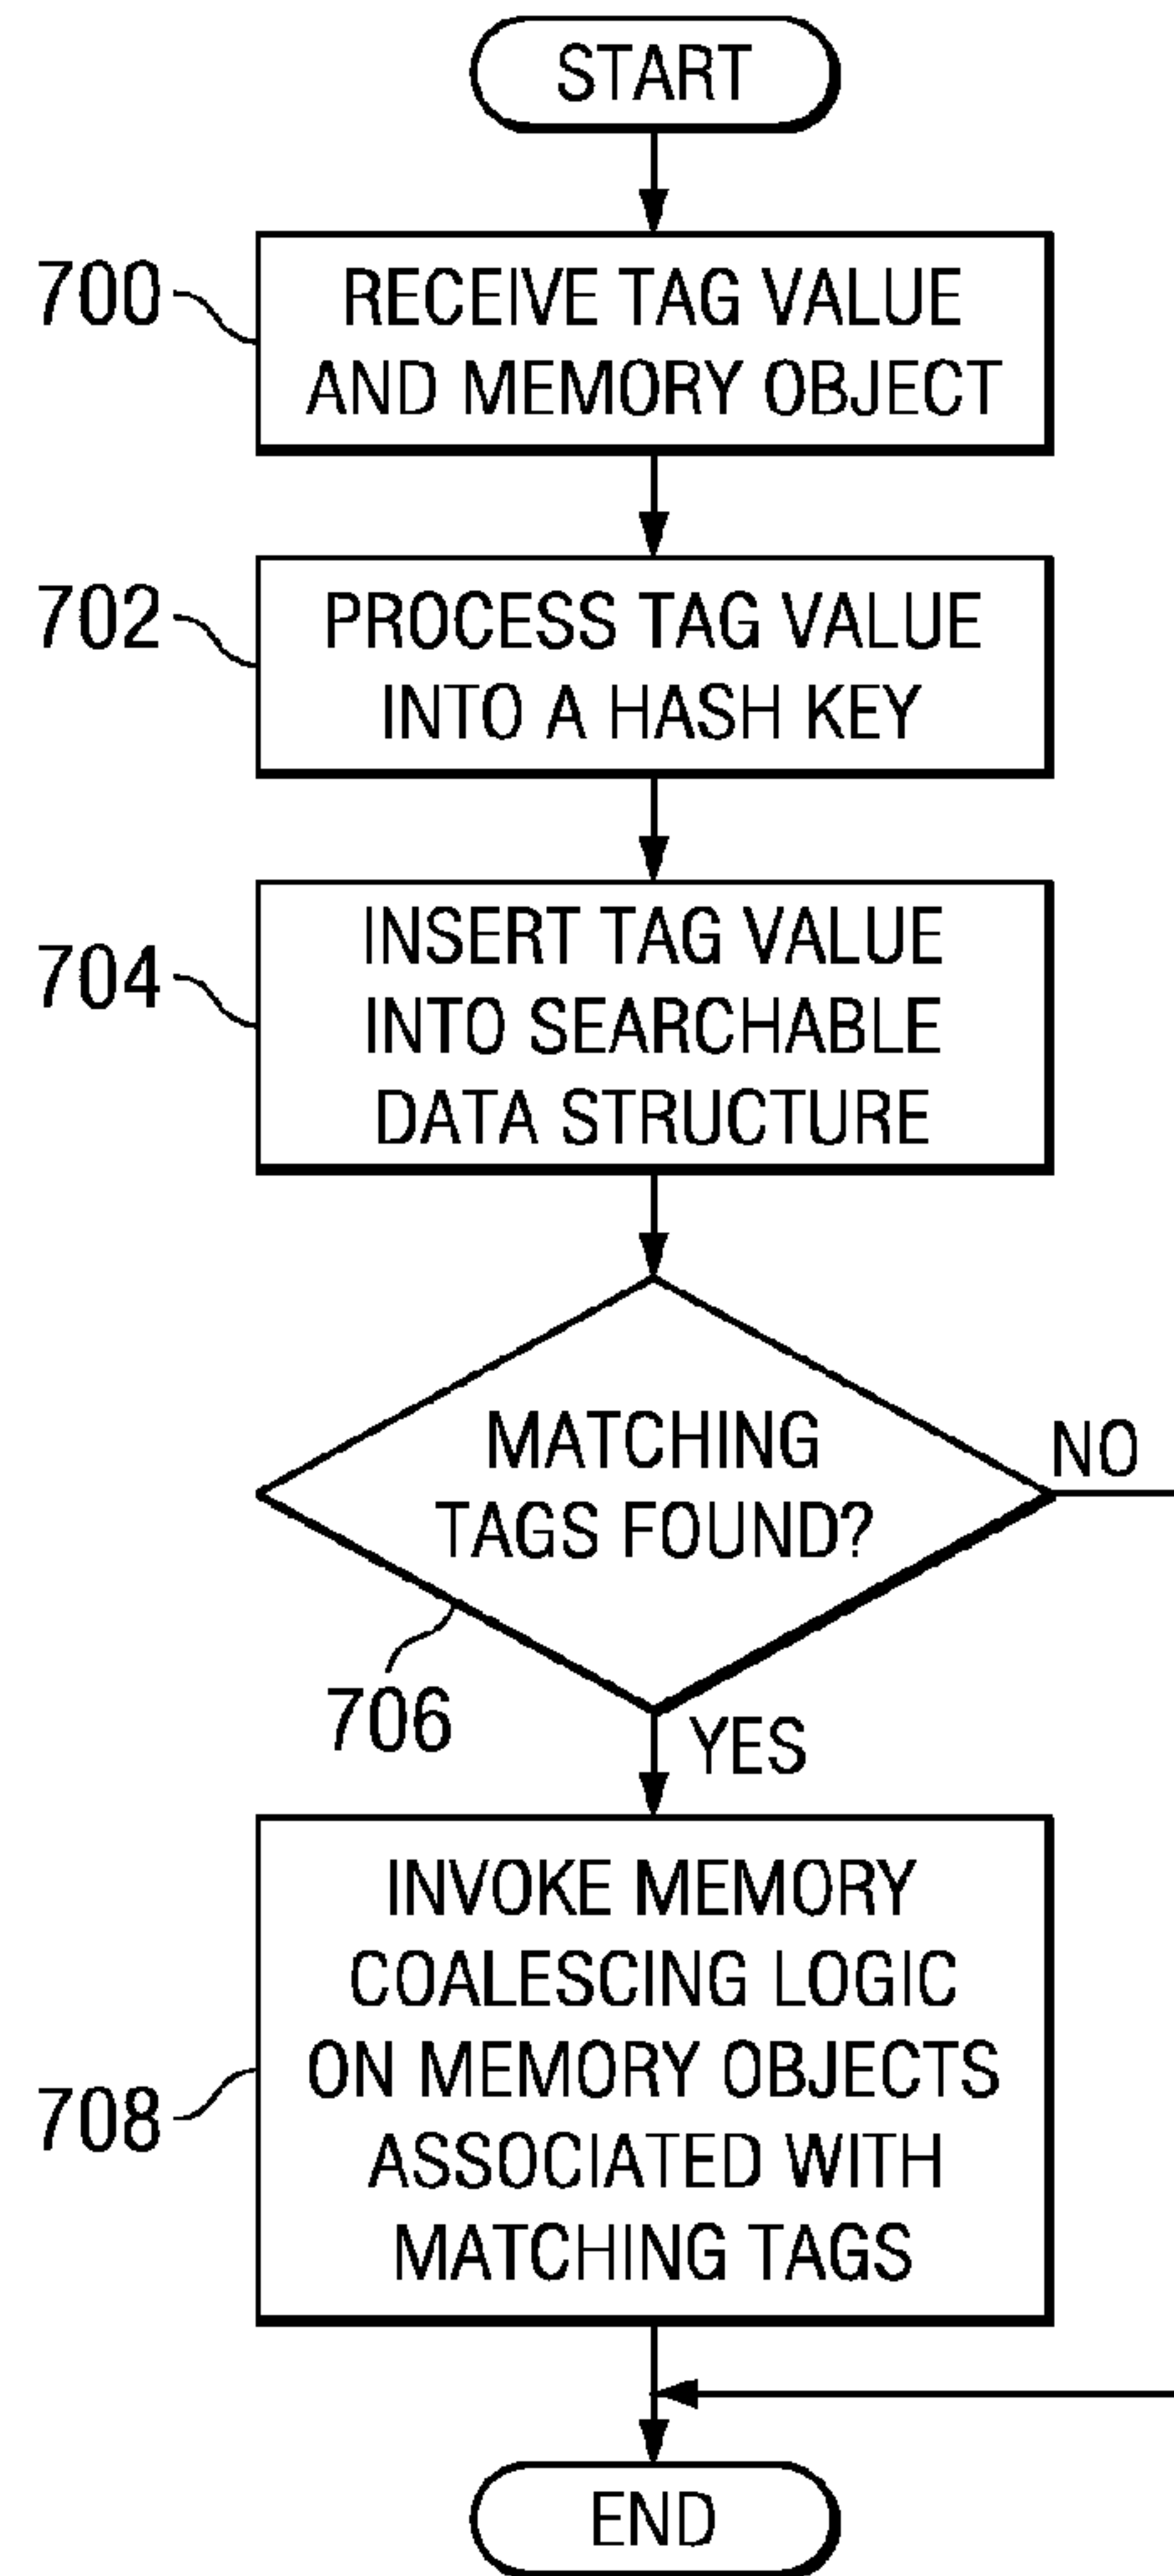 START
700
RECEIVE TAG VALUE
AND MEMORY OBJECT
702
PROCESS TAG VALUE
INTO A HASH KEY
704
INSERT TAG VALUE
INTO SEARCHABLE
DATA STRUCTURE
MATCHING
TAGS FOUND?
NO
706
YES
708
INVOKE MEMORY
COALESCING LOGIC
ON MEMORY OBJECTS
ASSOCIATED WITH
MATCHING TAGS
END